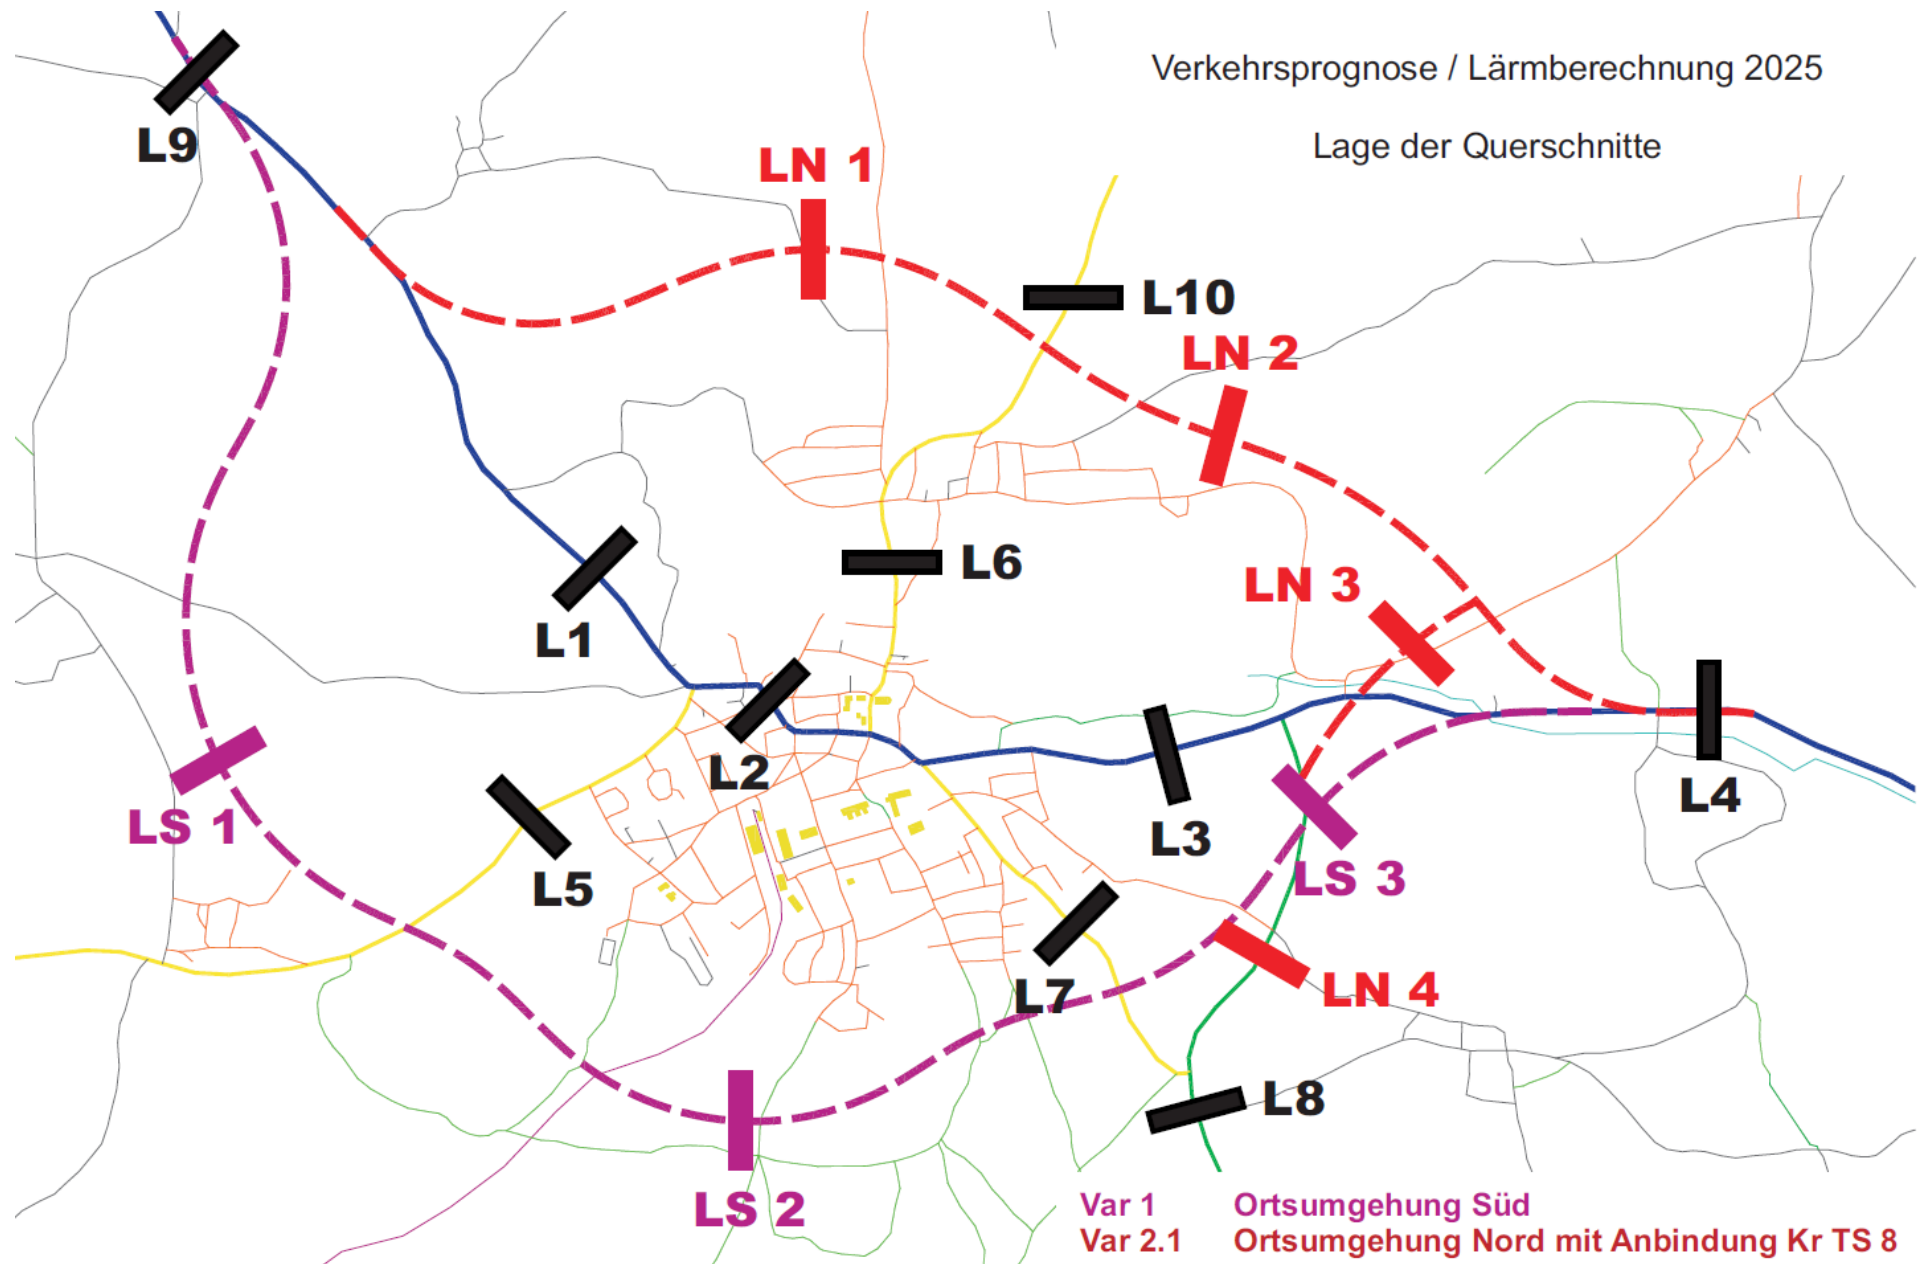 Verkehrsprognose / Lärmberechnung 2025
Lage der Querschnitte
L9
LN 1
L10
LN 2
L6
LN 3
L1
L2
L4
LS 1
L3
L5
LS 3
L7
LN 4
L8
LS 2
Var 1 Ortsumgehung Süd
Var 2.1 Ortsumgehung Nord mit Anbindung Kr TS 8